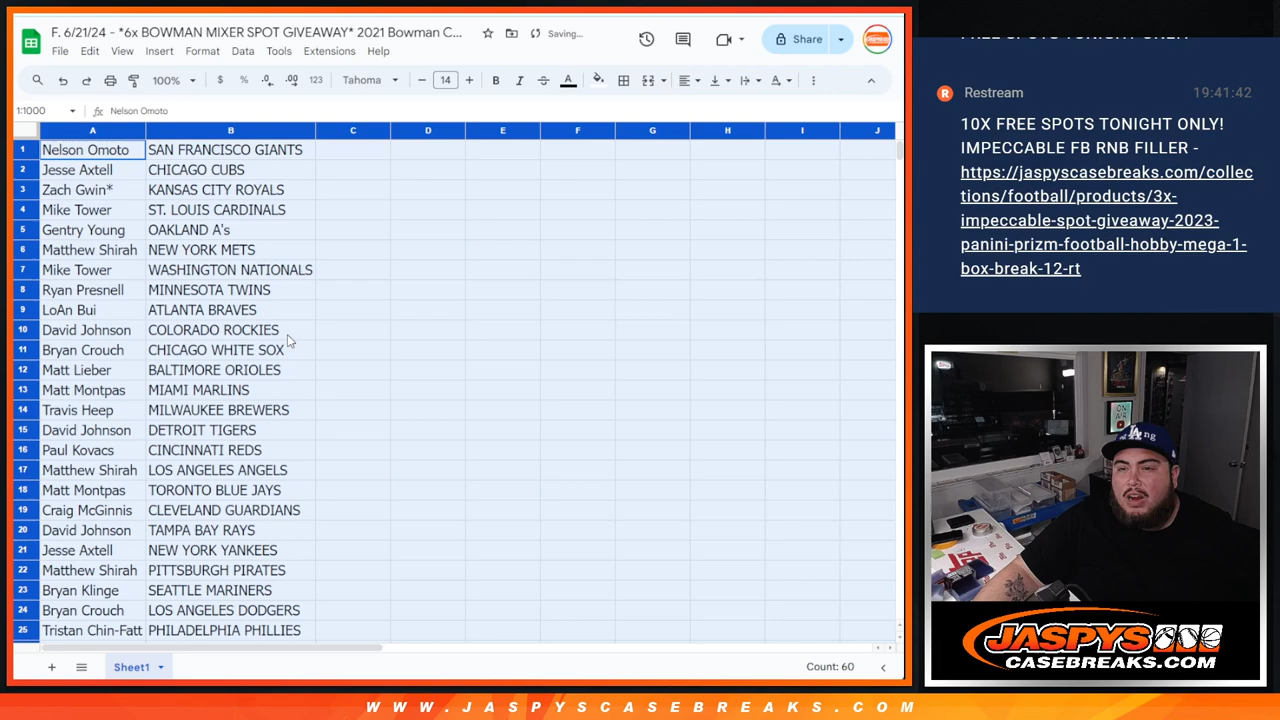 F. 6/21/24 - *6x BOWMAN MIXER SPOT GIVEAWAY* 2021 Bowman C...
Saving...
File Edit View Insert Format Data Tools Extensions Help
Share
100% $ % .0 .00 123 Tahoma − 14 + B I A
1:1000 fx Nelson Omoto
A B C D E F G H I J
1 Nelson Omoto SAN FRANCISCO GIANTS
2 Jesse Axtell CHICAGO CUBS
3 Zach Gwin* KANSAS CITY ROYALS
4 Mike Tower ST. LOUIS CARDINALS
5 Gentry Young OAKLAND A's
6 Matthew Shirah NEW YORK METS
7 Mike Tower WASHINGTON NATIONALS
8 Ryan Presnell MINNESOTA TWINS
9 LoAn Bui ATLANTA BRAVES
10 David Johnson COLORADO ROCKIES
11 Bryan Crouch CHICAGO WHITE SOX
12 Matt Lieber BALTIMORE ORIOLES
13 Matt Montpas MIAMI MARLINS
14 Travis Heep MILWAUKEE BREWERS
15 David Johnson DETROIT TIGERS
16 Paul Kovacs CINCINNATI REDS
17 Matthew Shirah LOS ANGELES ANGELS
18 Matt Montpas TORONTO BLUE JAYS
19 Craig McGinnis CLEVELAND GUARDIANS
20 David Johnson TAMPA BAY RAYS
21 Jesse Axtell NEW YORK YANKEES
22 Matthew Shirah PITTSBURGH PIRATES
23 Bryan Klinge SEATTLE MARINERS
24 Bryan Crouch LOS ANGELES DODGERS
25 Tristan Chin-Fatt PHILADELPHIA PHILLIES
Sheet1
Count: 60
FREE SPOTS TONIGHT ONLY!
R Restream 19:41:42
10X FREE SPOTS TONIGHT ONLY!
IMPECCABLE FB RNB FILLER -
https://jaspyscasebreaks.com/collec
tions/football/products/3x-
impeccable-spot-giveaway-2023-
panini-prizm-football-hobby-mega-1-
box-break-12-rt
ON
AIR
LA
JASPYS
CASEBREAKS.COM
WWW.JASPYSCASEBREAKS.COM